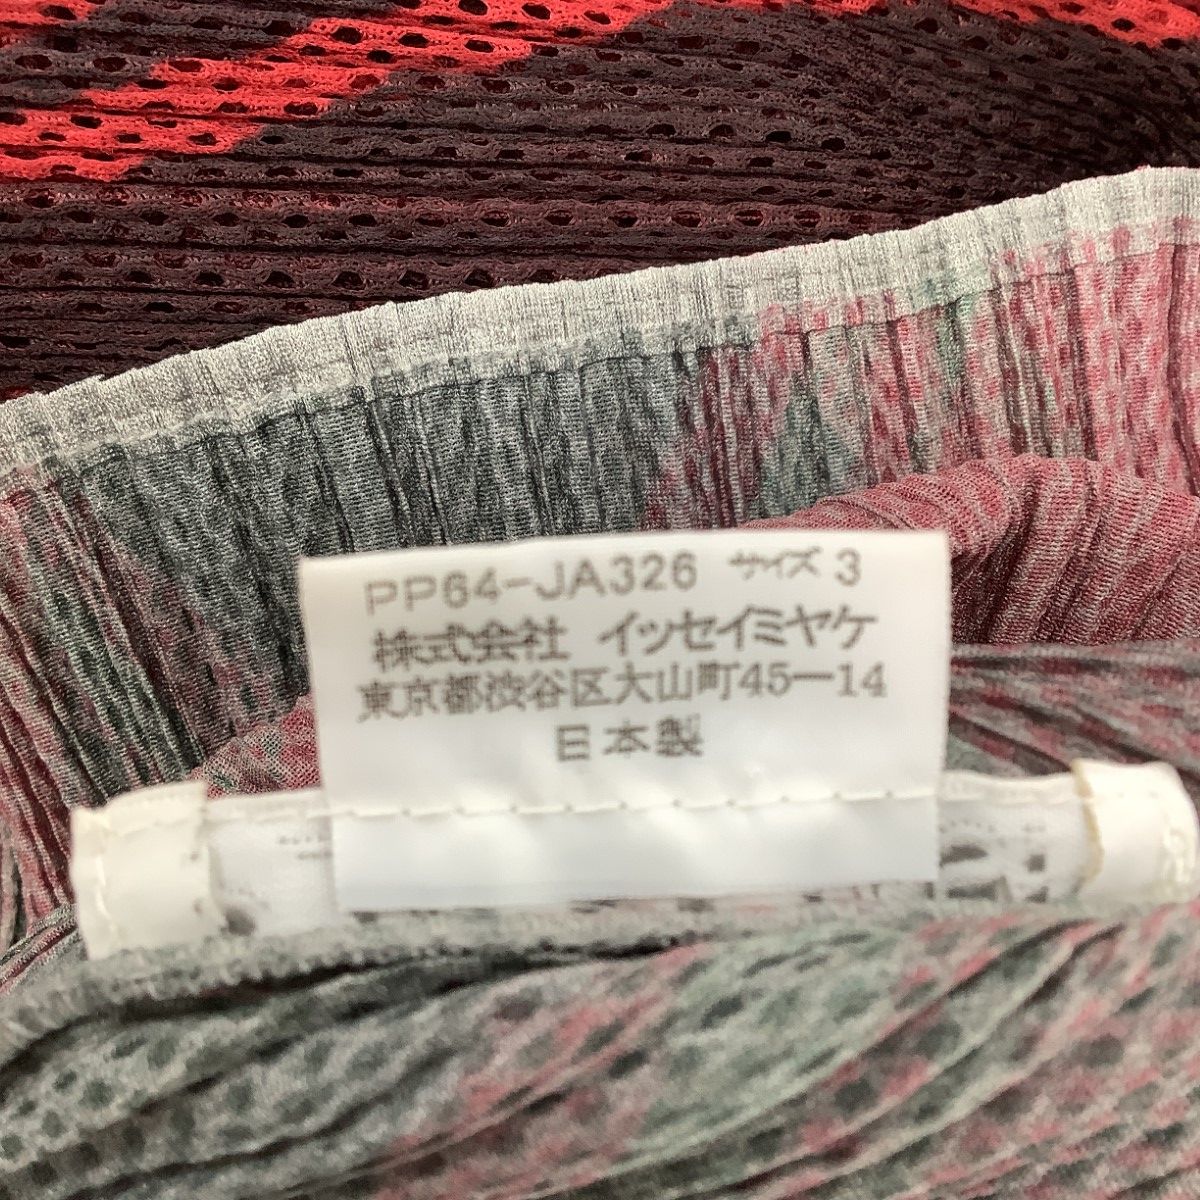 PP64-JA326 サイズ 3
株式会社 イッセイミヤケ
東京都渋谷区大山町45ー14
日本製